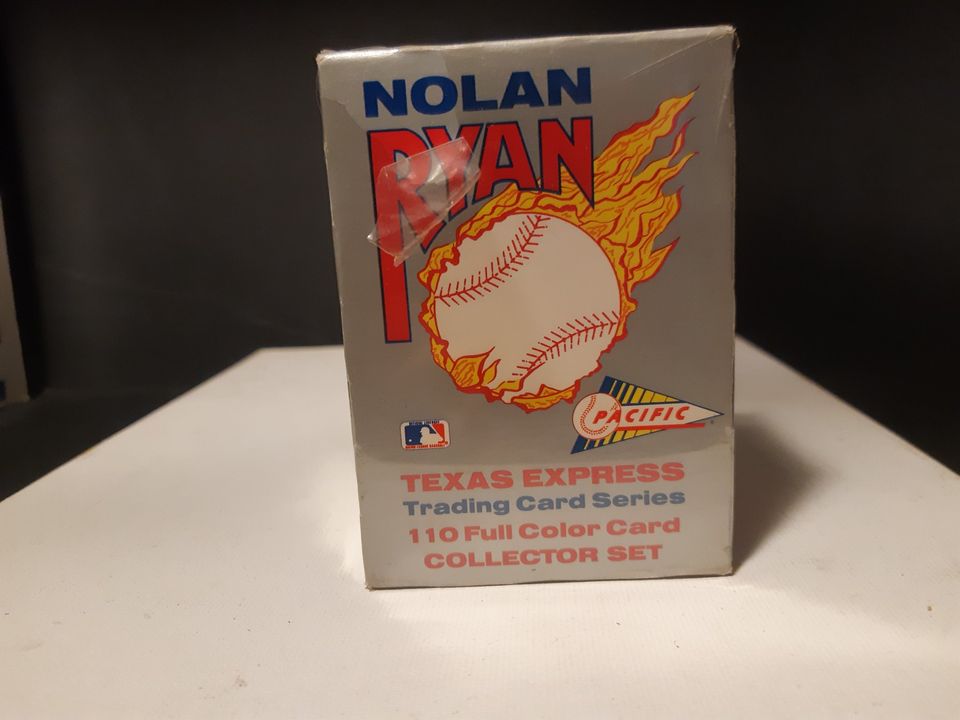 NOLAN
RYAN
PACIFIC
TEXAS EXPRESS
Trading Card Series
110 Full Color Card
COLLECTOR SET